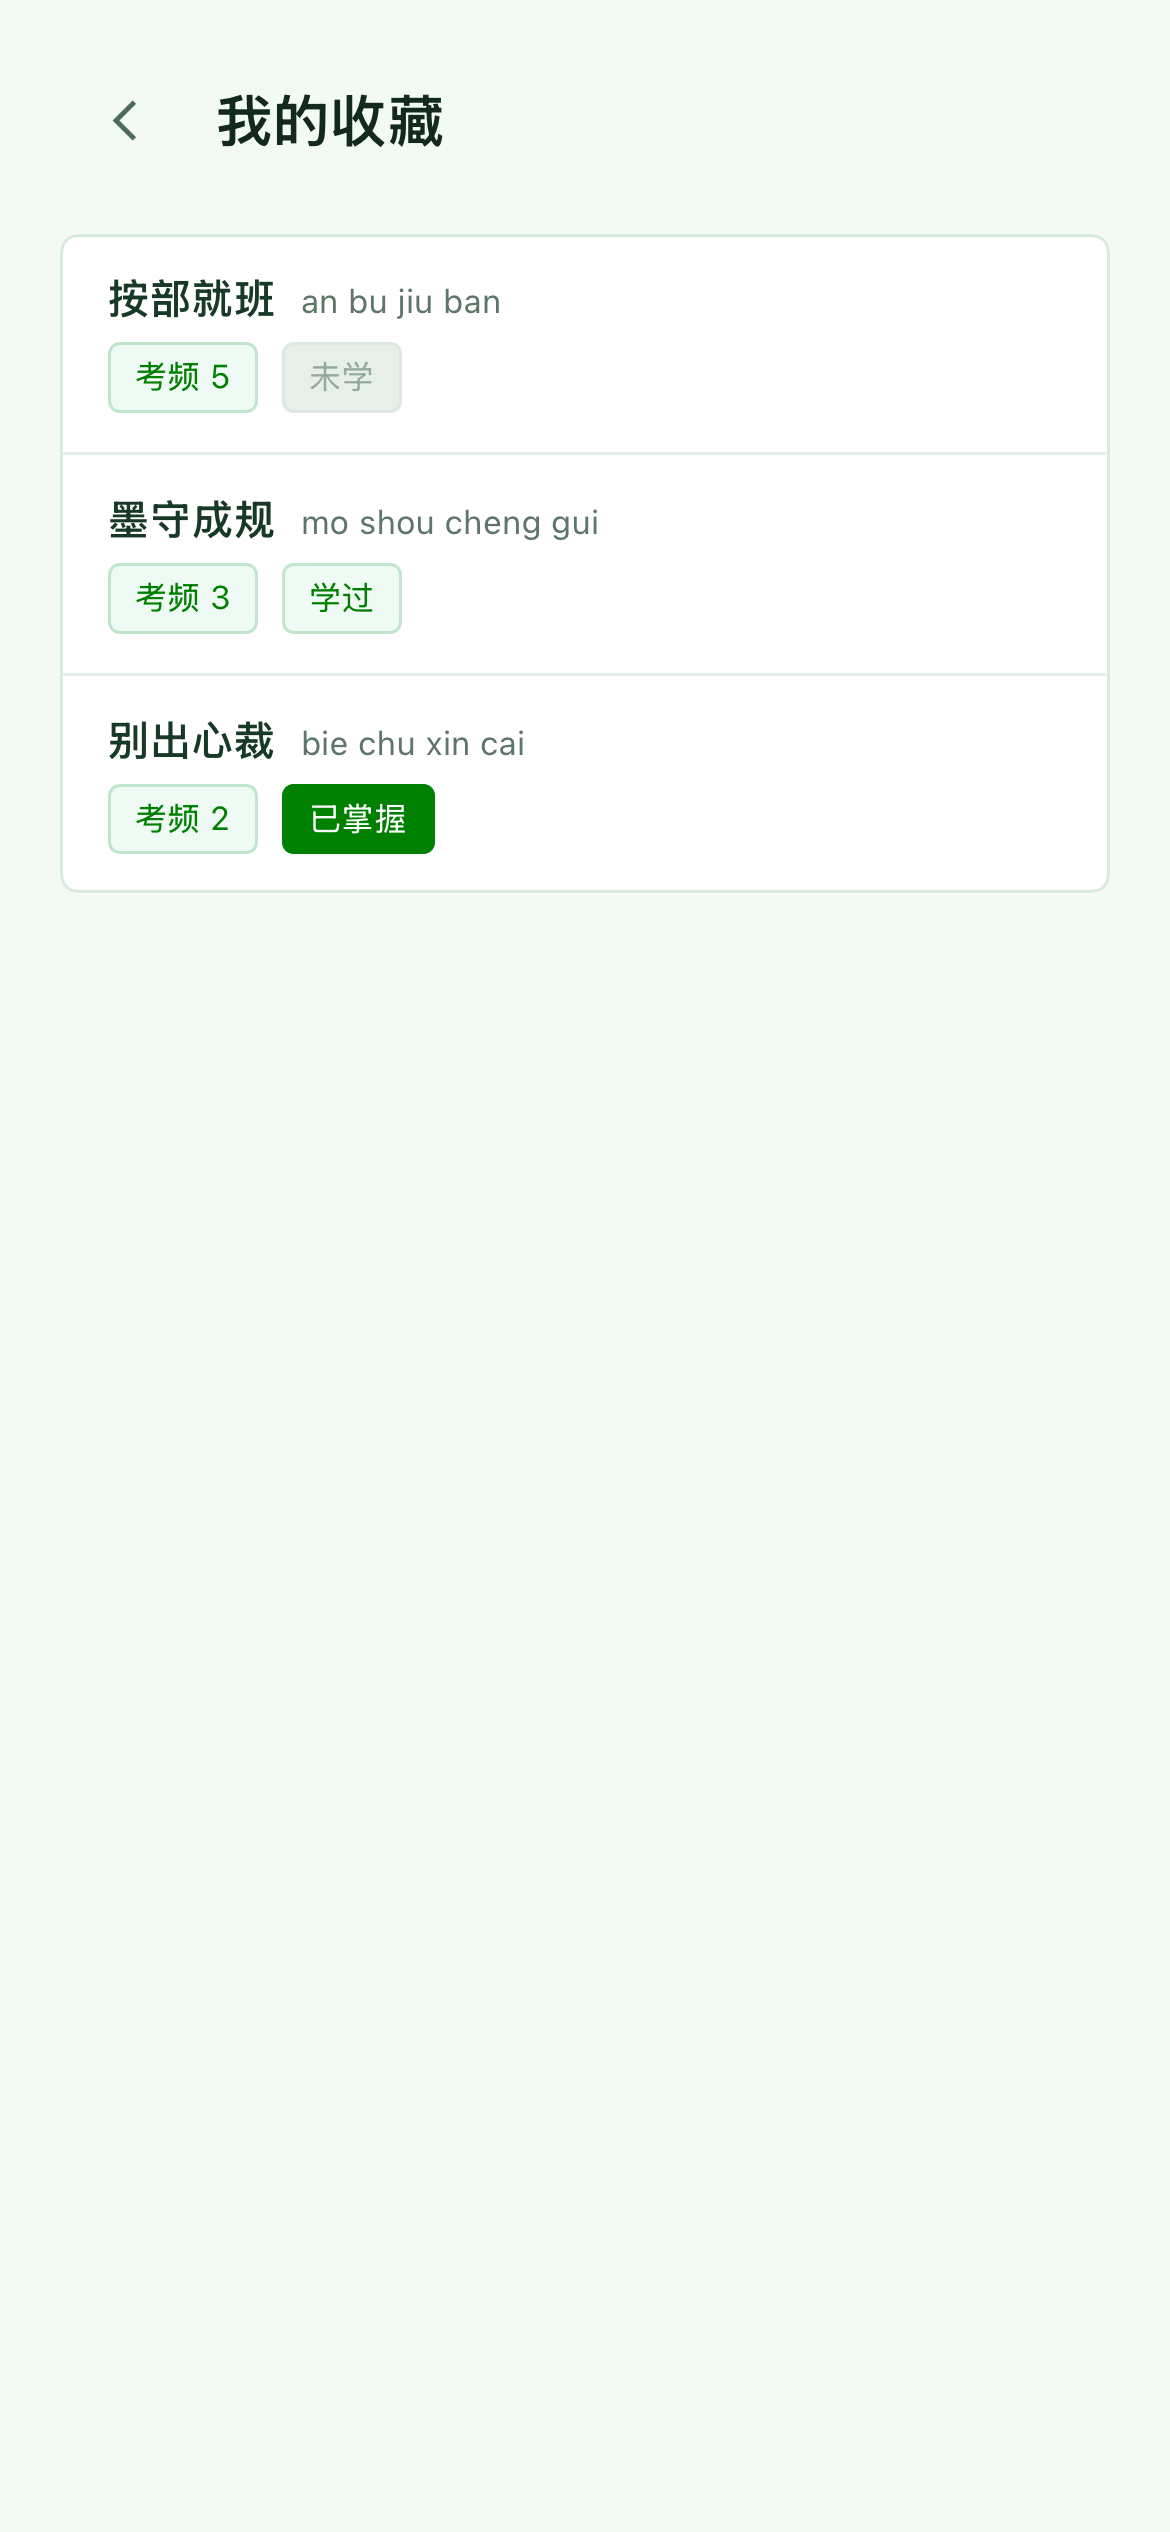 我的收藏
按部就班 an bu jiu ban
考频 5 未学
墨守成规 mo shou cheng gui
考频 3 学过
别出心裁 bie chu xin cai
考频 2 已掌握